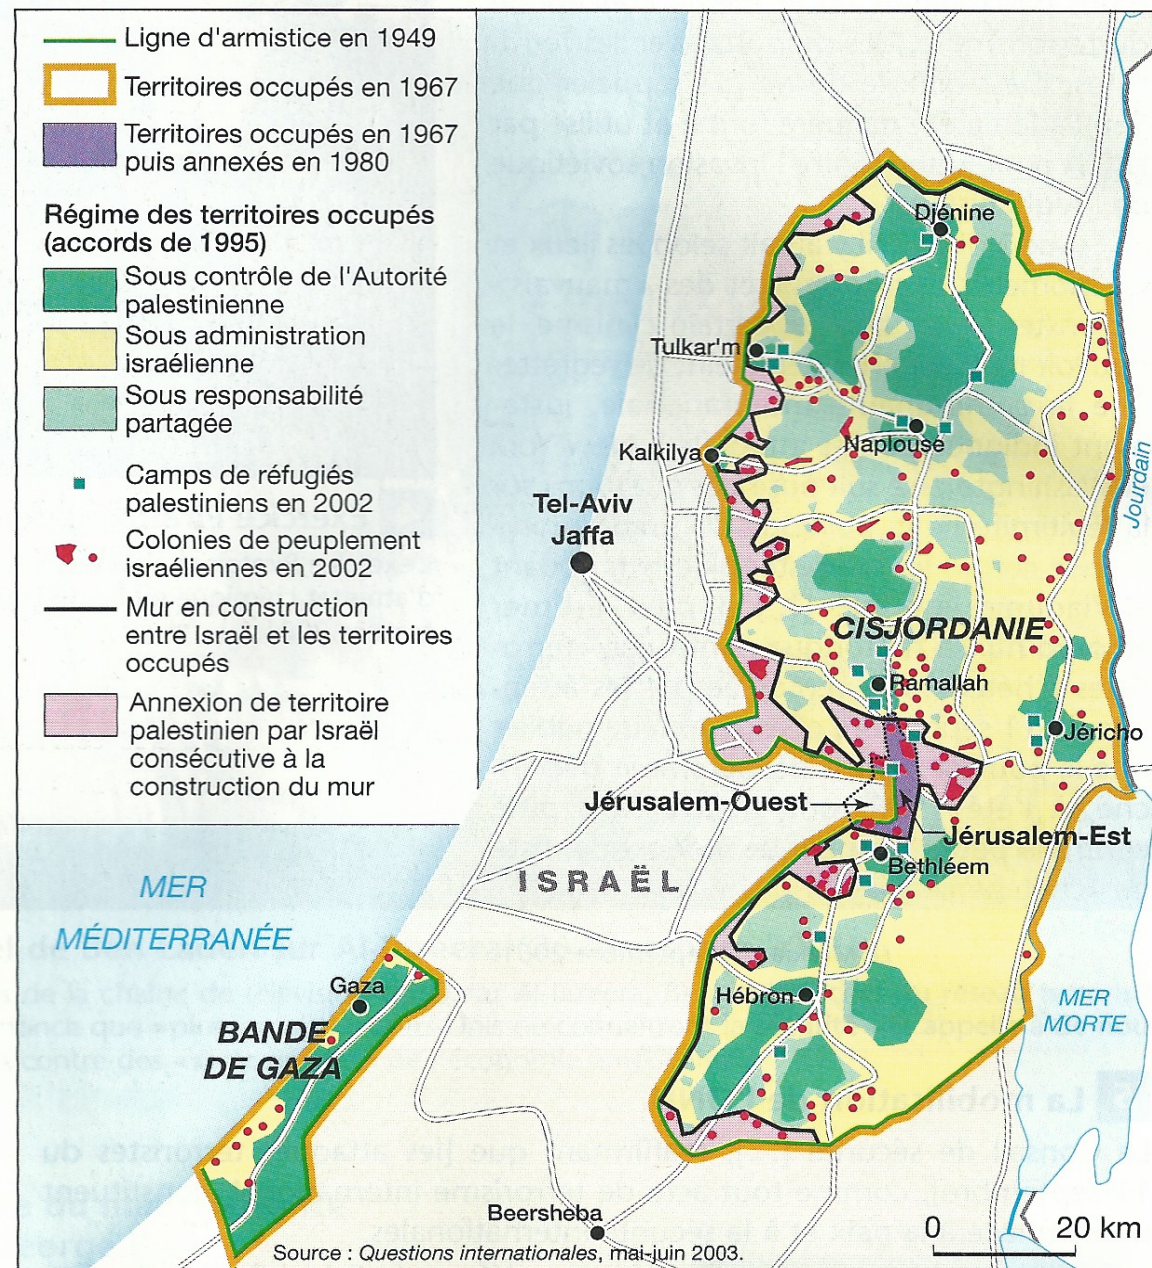 Ligne d'armistice en 1949
Territoires occupés en 1967
Territoires occupés en 1967
puis annexés en 1980
Régime des territoires occupés
(accords de 1995)
Sous contrôle de l'Autorité
palestinienne
Sous administration
israélienne
Sous responsabilité
partagée
Camps de réfugiés
palestiniens en 2002
Colonies de peuplement
israéliennes en 2002
Mur en construction
entre Israël et les territoires
occupés
Annexion de territoire
palestinien par Israël
consécutive à la
construction du mur
Djénine
Tulkar'm
Naplouse
Kalkilya
Jourdain
Tel-Aviv
Jaffa
CISJORDANIE
Ramallah
Jéricho
Jérusalem-Ouest
Jérusalem-Est
Bethléem
ISRAËL
MER
MÉDITERRANÉE
Gaza
BANDE
DE GAZA
Hébron
MER
MORTE
Beersheba
0 20 km
Source : Questions internationales, mai-juin 2003.